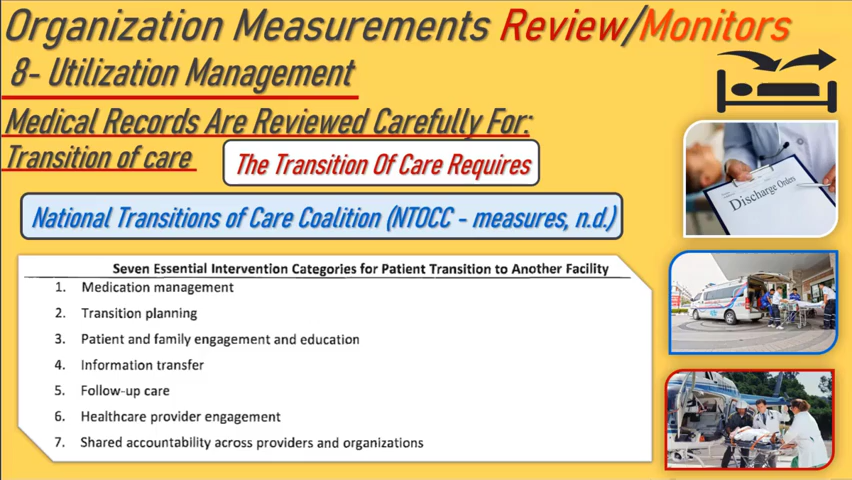 Organization Measurements Review/Monitors
8- Utilization Management
Medical Records Are Reviewed Carefully For:
Transition of care
The Transition Of Care Requires
National Transitions of Care Coalition (NTOCC - measures, n.d.)
Seven Essential Intervention Categories for Patient Transition to Another Facility
1. Medication management
2. Transition planning
3. Patient and family engagement and education
4. Information transfer
5. Follow-up care
6. Healthcare provider engagement
7. Shared accountability across providers and organizations
Discharge Orders